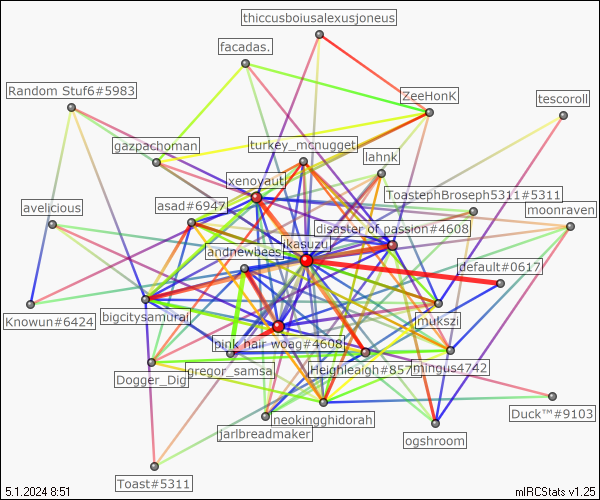 thiccusboiusalexusjoneus
facadas.
Random Stuf6#5983
ZeeHonK
tescoroll
gazpachoman
turkey_mcnugget
lahnk
xenoyaut
ToastephBroseph5311#5311
avelicious
asad#6947
moonraven
disaster of passion#4608
ikasuzu
andnewbees
default#0617
Knowun#6424
bigcitysamurai
mukszi
pink hair woag#4608
gregor_samsa
Heighleaigh#857
mingus4742
Dogger_Dig
neokingghidorah
Duck™#9103
jarlbreadmaker
ogshroom
Toast#5311
5.1.2024 8:51
mIRCStats v1.25